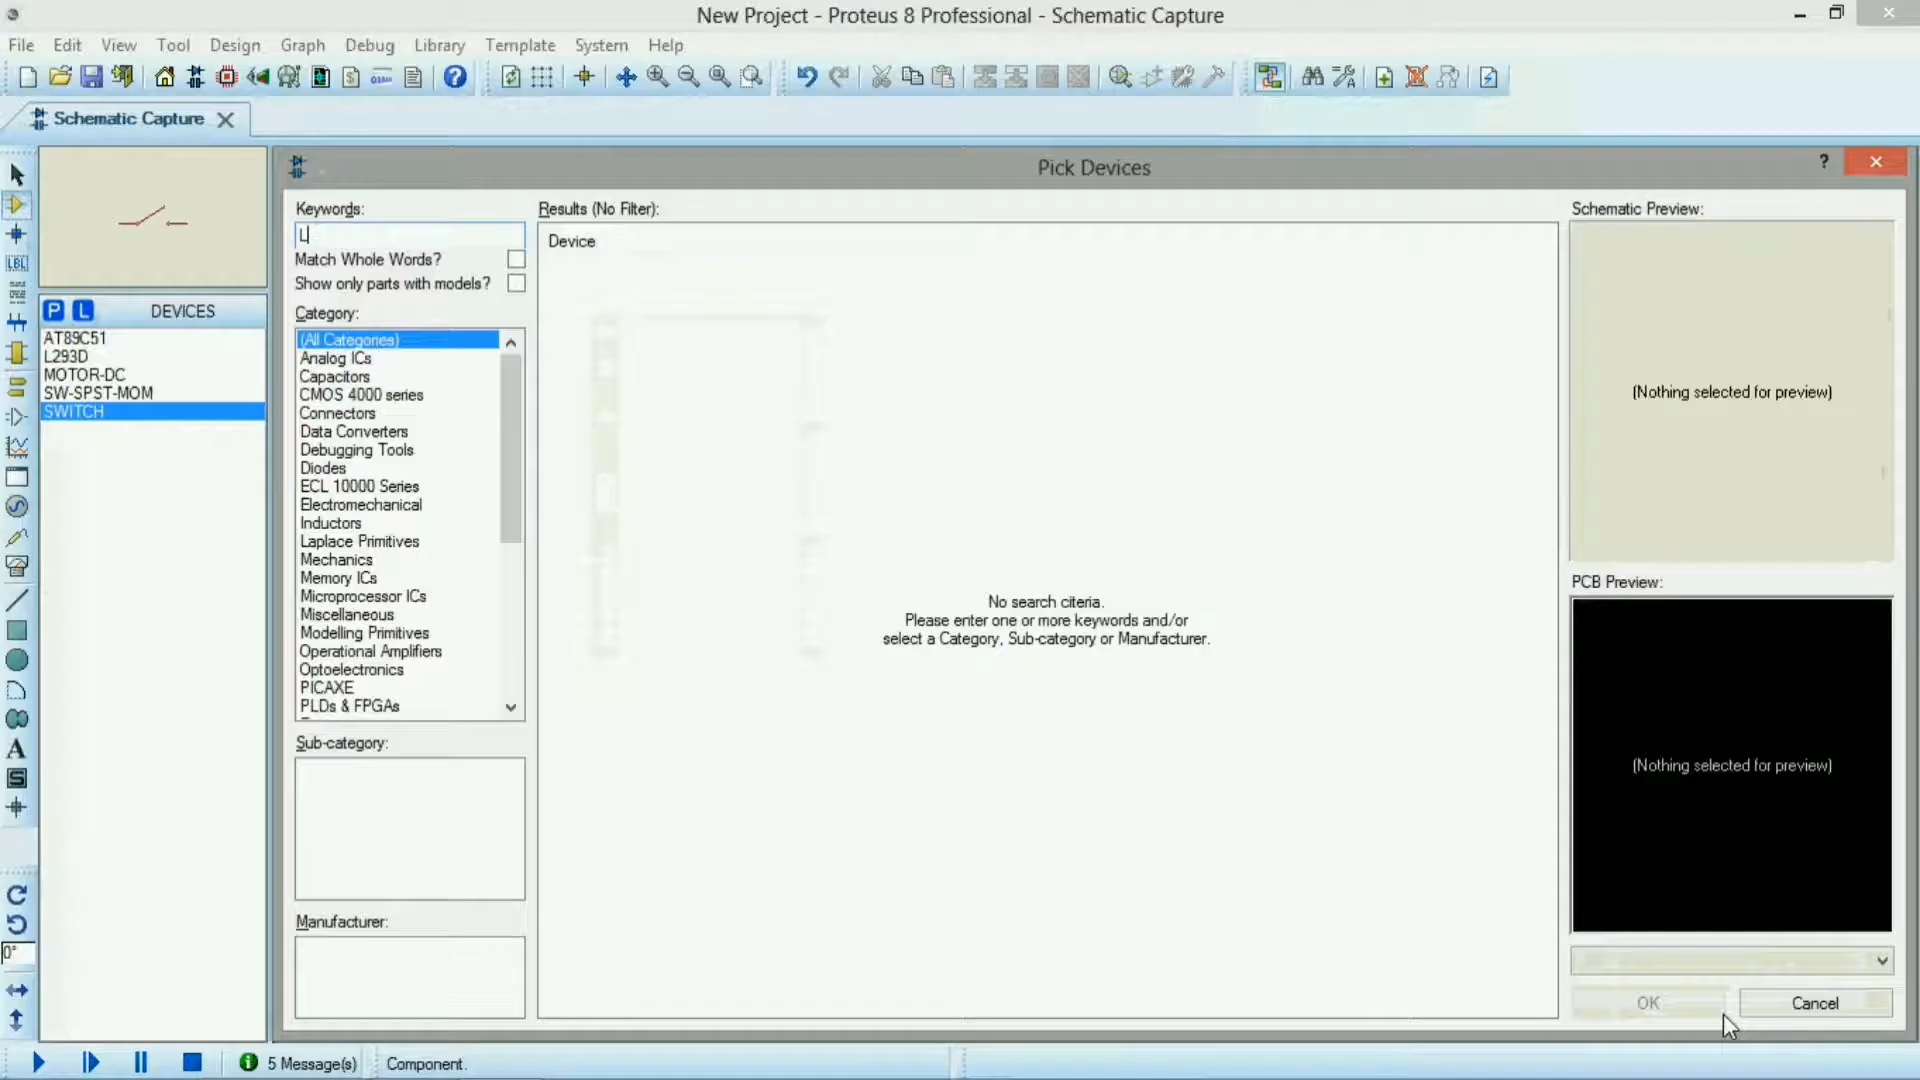 New Project - Proteus 8 Professional - Schematic Capture
File Edit View Tool Design Graph Debug Library Template System Help
Schematic Capture
Pick Devices
?
Keywords:
L
Match Whole Words?
Show only parts with models?
Category:
(All Categories)
Analog ICs
Capacitors
CMOS 4000 series
Connectors
Data Converters
Debugging Tools
Diodes
ECL 10000 Series
Electromechanical
Inductors
Laplace Primitives
Mechanics
Memory ICs
Microprocessor ICs
Miscellaneous
Modelling Primitives
Operational Amplifiers
Optoelectronics
PICAXE
PLDs & FPGAs
Sub-category:
Manufacturer:
Results (No Filter):
Device
No search citeria.
Please enter one or more keywords and/or
select a Category, Sub-category or Manufacturer.
Schematic Preview:
(Nothing selected for preview)
PCB Preview:
(Nothing selected for preview)
OK Cancel
P L DEVICES
AT89C51
L293D
MOTOR-DC
SW-SPST-MOM
SWITCH
LBL
A
S
0°
5 Message(s) Component.